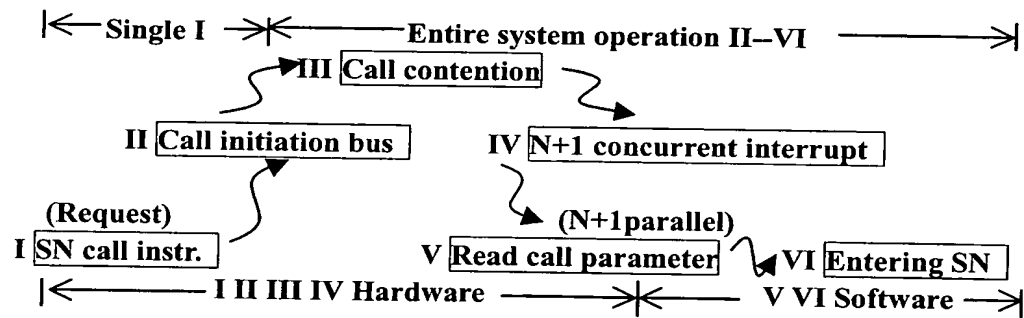 Single I
Entire system operation II--VI
III Call contention
II Call initiation bus
IV N+1 concurrent interrupt
(Request)
(N+1parallel)
I SN call instr.
V Read call parameter
VI Entering SN
I II III IV Hardware
V VI Software